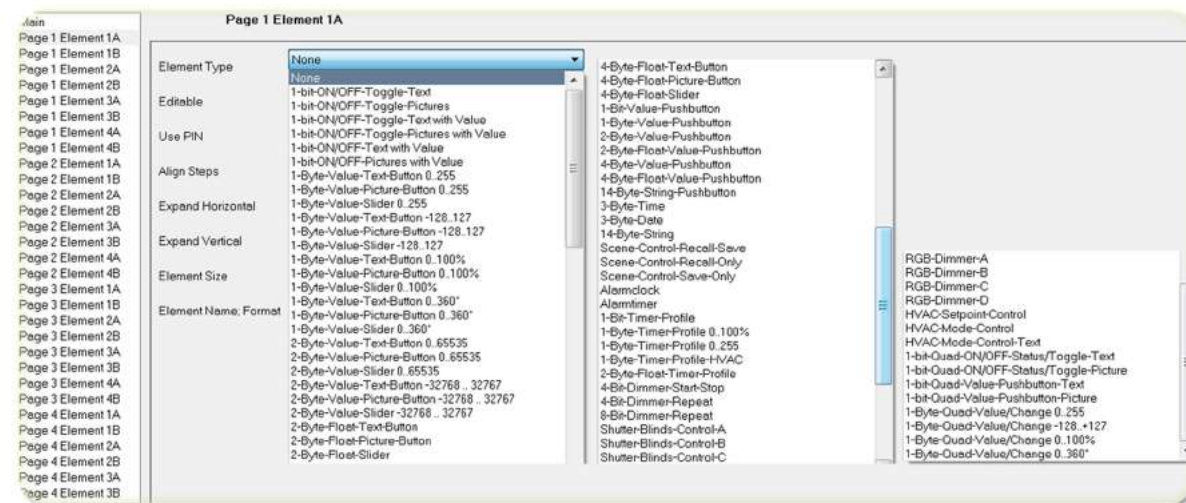 Main
Page 1 Element 1A
Page 1 Element 1B
Page 1 Element 2A
Page 1 Element 2B
Page 1 Element 3A
Page 1 Element 3B
Page 1 Element 4A
Page 1 Element 4B
Page 2 Element 1A
Page 2 Element 1B
Page 2 Element 2A
Page 2 Element 2B
Page 2 Element 3A
Page 2 Element 3B
Page 2 Element 4A
Page 2 Element 4B
Page 3 Element 1A
Page 3 Element 1B
Page 3 Element 2A
Page 3 Element 2B
Page 3 Element 3A
Page 3 Element 3B
Page 3 Element 4A
Page 3 Element 4B
Page 4 Element 1A
Page 4 Element 1B
Page 4 Element 2A
Page 4 Element 2B
Page 4 Element 3A
Page 4 Element 3B
Page 1 Element 1A
Element Type
Editable
Use PIN
Align Steps
Expand Horizontal
Expand Vertical
Element Size
Element Name; Format
None
None
1-bit-ON/OFF-Toggle-Text
1-bit-ON/OFF-Toggle-Pictures
1-bit-ON/OFF-Toggle-Text with Value
1-bit-ON/OFF-Toggle-Pictures with Value
1-bit-ON/OFF-Text with Value
1-bit-ON/OFF-Pictures with Value
1-Byte-Value-Text-Button 0..255
1-Byte-Value-Picture-Button 0..255
1-Byte-Value-Slider 0..255
1-Byte-Value-Text-Button -128..127
1-Byte-Value-Picture-Button -128..127
1-Byte-Value-Slider -128..127
1-Byte-Value-Text-Button 0..100%
1-Byte-Value-Picture-Button 0..100%
1-Byte-Value-Slider 0..100%
1-Byte-Value-Text-Button 0..360°
1-Byte-Value-Picture-Button 0..360°
1-Byte-Value-Slider 0..360°
2-Byte-Value-Text-Button 0..65535
2-Byte-Value-Picture-Button 0..65535
2-Byte-Value-Slider 0..65535
2-Byte-Value-Text-Button -32768 .. 32767
2-Byte-Value-Picture-Button -32768 .. 32767
2-Byte-Value-Slider -32768 .. 32767
2-Byte-Float-Text-Button
2-Byte-Float-Picture-Button
2-Byte-Float-Slider
4-Byte-Float-Text-Button
4-Byte-Float-Picture-Button
4-Byte-Float-Slider
1-Bit-Value-Pushbutton
1-Byte-Value-Pushbutton
2-Byte-Value-Pushbutton
2-Byte-Float-Value-Pushbutton
4-Byte-Value-Pushbutton
4-Byte-Float-Value-Pushbutton
14-Byte-String-Pushbutton
3-Byte-Time
3-Byte-Date
14-Byte-String
Scene-Control-Recall-Save
Scene-Control-Recall-Only
Scene-Control-Save-Only
Alarmclock
Alarmtimer
1-Bit-Timer-Profile
1-Byte-Timer-Profile 0..100%
1-Byte-Timer-Profile 0..255
1-Byte-Timer-Profile-HVAC
2-Byte-Float-Timer-Profile
4-Bit-Dimmer-Start-Stop
4-Bit-Dimmer-Repeat
8-Bit-Dimmer-Repeat
Shutter-Blinds-Control-A
Shutter-Blinds-Control-B
Shutter-Blinds-Control-C
RGB-Dimmer-A
RGB-Dimmer-B
RGB-Dimmer-C
RGB-Dimmer-D
HVAC-Setpoint-Control
HVAC-Mode-Control
HVAC-Mode-Control-Text
1-bit-Quad-ON/OFF-Status/Toggle-Text
1-bit-Quad-ON/OFF-Status/Toggle-Picture
1-bit-Quad-Value-Pushbutton-Text
1-bit-Quad-Value-Pushbutton-Picture
1-Byte-Quad-Value/Change 0..255
1-Byte-Quad-Value/Change -128..+127
1-Byte-Quad-Value/Change 0..100%
1-Byte-Quad-Value/Change 0..360°